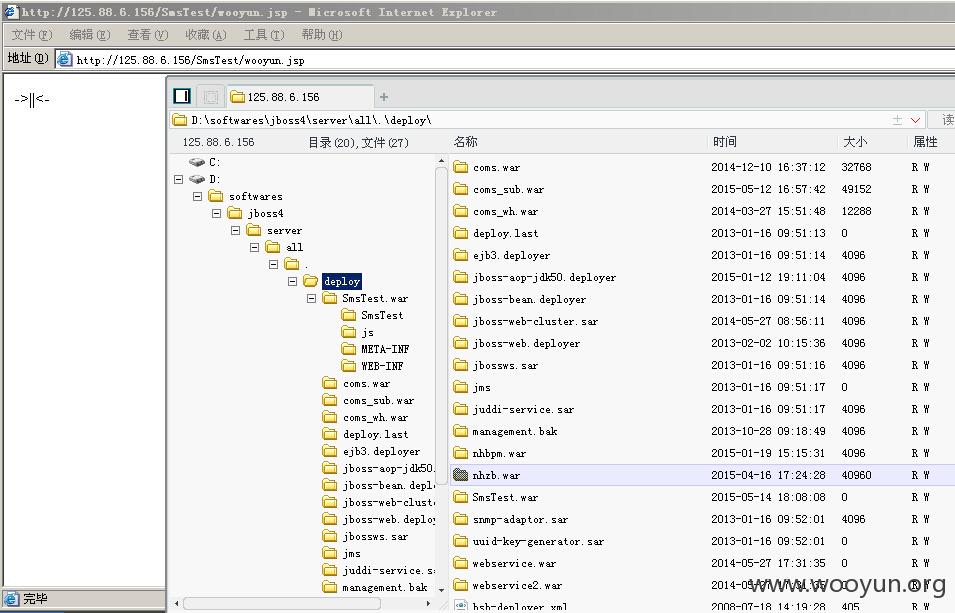 http://125.88.6.156/SmsTest/wooyun.jsp - Microsoft Internet Explorer
文件(F) 编辑(E) 查看(V) 收藏(A) 工具(T) 帮助(H)
地址(D) http://125.88.6.156/SmsTest/wooyun.jsp
->||<-
125.88.6.156
D:\softwares\jboss4\server\all\.\deploy\ 读
125.88.6.156 目录(20),文件(27)
C:
D:
softwares
jboss4
server
all
.
deploy
SmsTest.war
SmsTest
js
META-INF
WEB-INF
coms.war
coms_sub.war
coms_wh.war
deploy.last
ejb3.deployer
jboss-aop-jdk50.
jboss-bean.depl
jboss-web-clust
jboss-web.deploy
jbossws.sar
jms
juddi-service.s
management.bak
名称 时间 大小 属性
coms.war 2014-12-10 16:37:12 32768 R W
coms_sub.war 2015-05-12 16:57:42 49152 R W
coms_wh.war 2014-03-27 15:51:48 12288 R W
deploy.last 2013-01-16 09:51:13 0 R W
ejb3.deployer 2013-01-16 09:51:14 4096 R W
jboss-aop-jdk50.deployer 2015-01-12 19:11:04 4096 R W
jboss-bean.deployer 2013-01-16 09:51:14 4096 R W
jboss-web-cluster.sar 2014-05-27 08:56:11 4096 R W
jboss-web.deployer 2013-02-02 10:15:36 4096 R W
jbossws.sar 2013-01-16 09:51:16 4096 R W
jms 2013-01-16 09:51:17 0 R W
juddi-service.sar 2013-01-16 09:51:17 4096 R W
management.bak 2013-10-28 09:18:49 4096 R W
nhbpm.war 2015-01-19 15:15:31 4096 R W
nhzb.war 2015-04-16 17:24:28 40960 R W
SmsTest.war 2015-05-14 18:08:08 0 R W
snmp-adaptor.sar 2013-01-16 09:52:01 4096 R W
uuid-key-generator.sar 2013-01-16 09:52:01 0 R W
webservice.war 2014-05-27 17:31:35 0 R W
webservice2.war 2014-05-27 17:31:35 0 R W
hsb-deployer.xml 2008-07-18 14:19:28 405 R W
完毕
www.wooyun.org